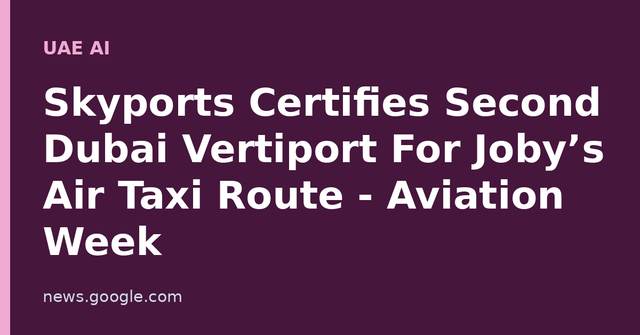 UAE AI
Skyports Certifies Second
Dubai Vertiport For Joby’s
Air Taxi Route - Aviation
Week
news.google.com